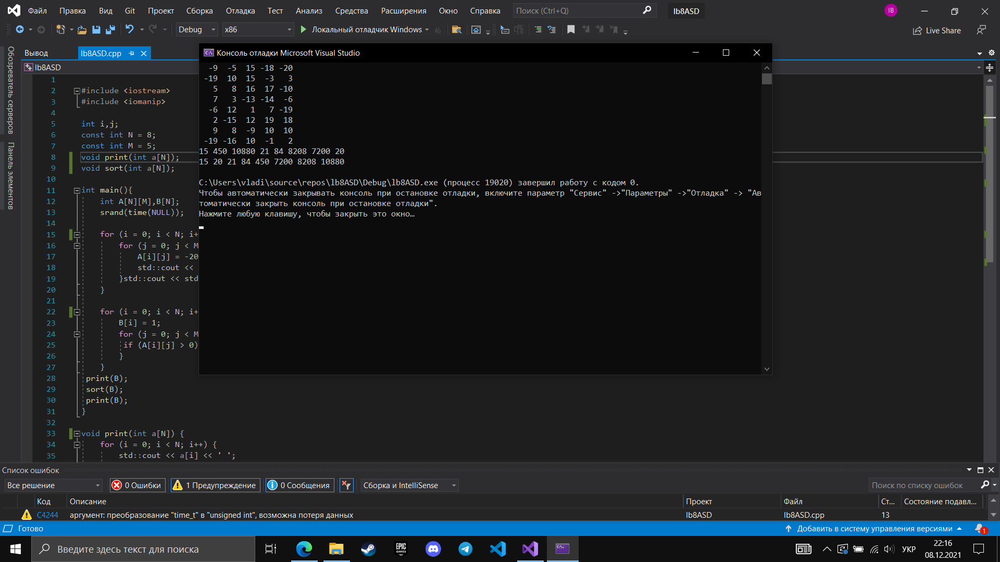 Файл Правка Вид Git Проект Сборка Отладка Тест Анализ Средства Расширения Окно Справка Поиск (Ctrl+Q) lb8ASD IB
Debug x86 Локальный отладчик Windows Live Share
Обозреватель серверов
Панель элементов
Вывод lb8ASD.cpp
lb8ASD
Консоль отладки Microsoft Visual Studio
-9 -5 15 -18 -20
-19 10 15 -3 3
5 8 16 17 -10
7 3 -13 -14 -6
-6 12 1 7 -19
2 -15 12 19 18
9 8 -9 10 10
-19 -16 10 -1 2
15 450 10880 21 84 8208 7200 20
15 20 21 84 450 7200 8208 10880
C:\Users\vladi\source\repos\lb8ASD\Debug\lb8ASD.exe (процесс 19020) завершил работу с кодом 0.
Чтобы автоматически закрывать консоль при остановке отладки, включите параметр "Сервис" ->"Параметры" ->"Отладка" -> "Ав
томатически закрыть консоль при остановке отладки".
Нажмите любую клавишу, чтобы закрыть это окно…
1
2 #include <iostream>
3 #include <iomanip>
4
5 int i,j;
6 const int N = 8;
7 const int M = 5;
8 void print(int a[N]);
9 void sort(int a[N]);
10
11 int main(){
12 int A[N][M],B[N];
13 srand(time(NULL));
14
15 for (i = 0; i < N; i+
16 for (j = 0; j < M
17 A[i][j] = -20
18 std::cout <<
19 }std::cout << std
20 }
21
22 for (i = 0; i < N; i+
23 B[i] = 1;
24 for (j = 0; j < M
25 if (A[i][j] > 0)
26 }
27 }
28 print(B);
29 sort(B);
30 print(B);
31 }
32
33 void print(int a[N]) {
34 for (i = 0; i < N; i++) {
35 std::cout << a[i] << ' ';
Список ошибок
Все решение 0 Ошибки 1 Предупреждение 0 Сообщения Сборка и IntelliSense Поиск по списку ошибок
Код Описание Проект Файл Ст... Состояние подавл...
C4244 аргумент: преобразование "time_t" в "unsigned int", возможна потеря данных lb8ASD lb8ASD.cpp 13
Готово Добавить в систему управления версиями 1
Введите здесь текст для поиска EPIC GAMES УКР 22:16
08.12.2021